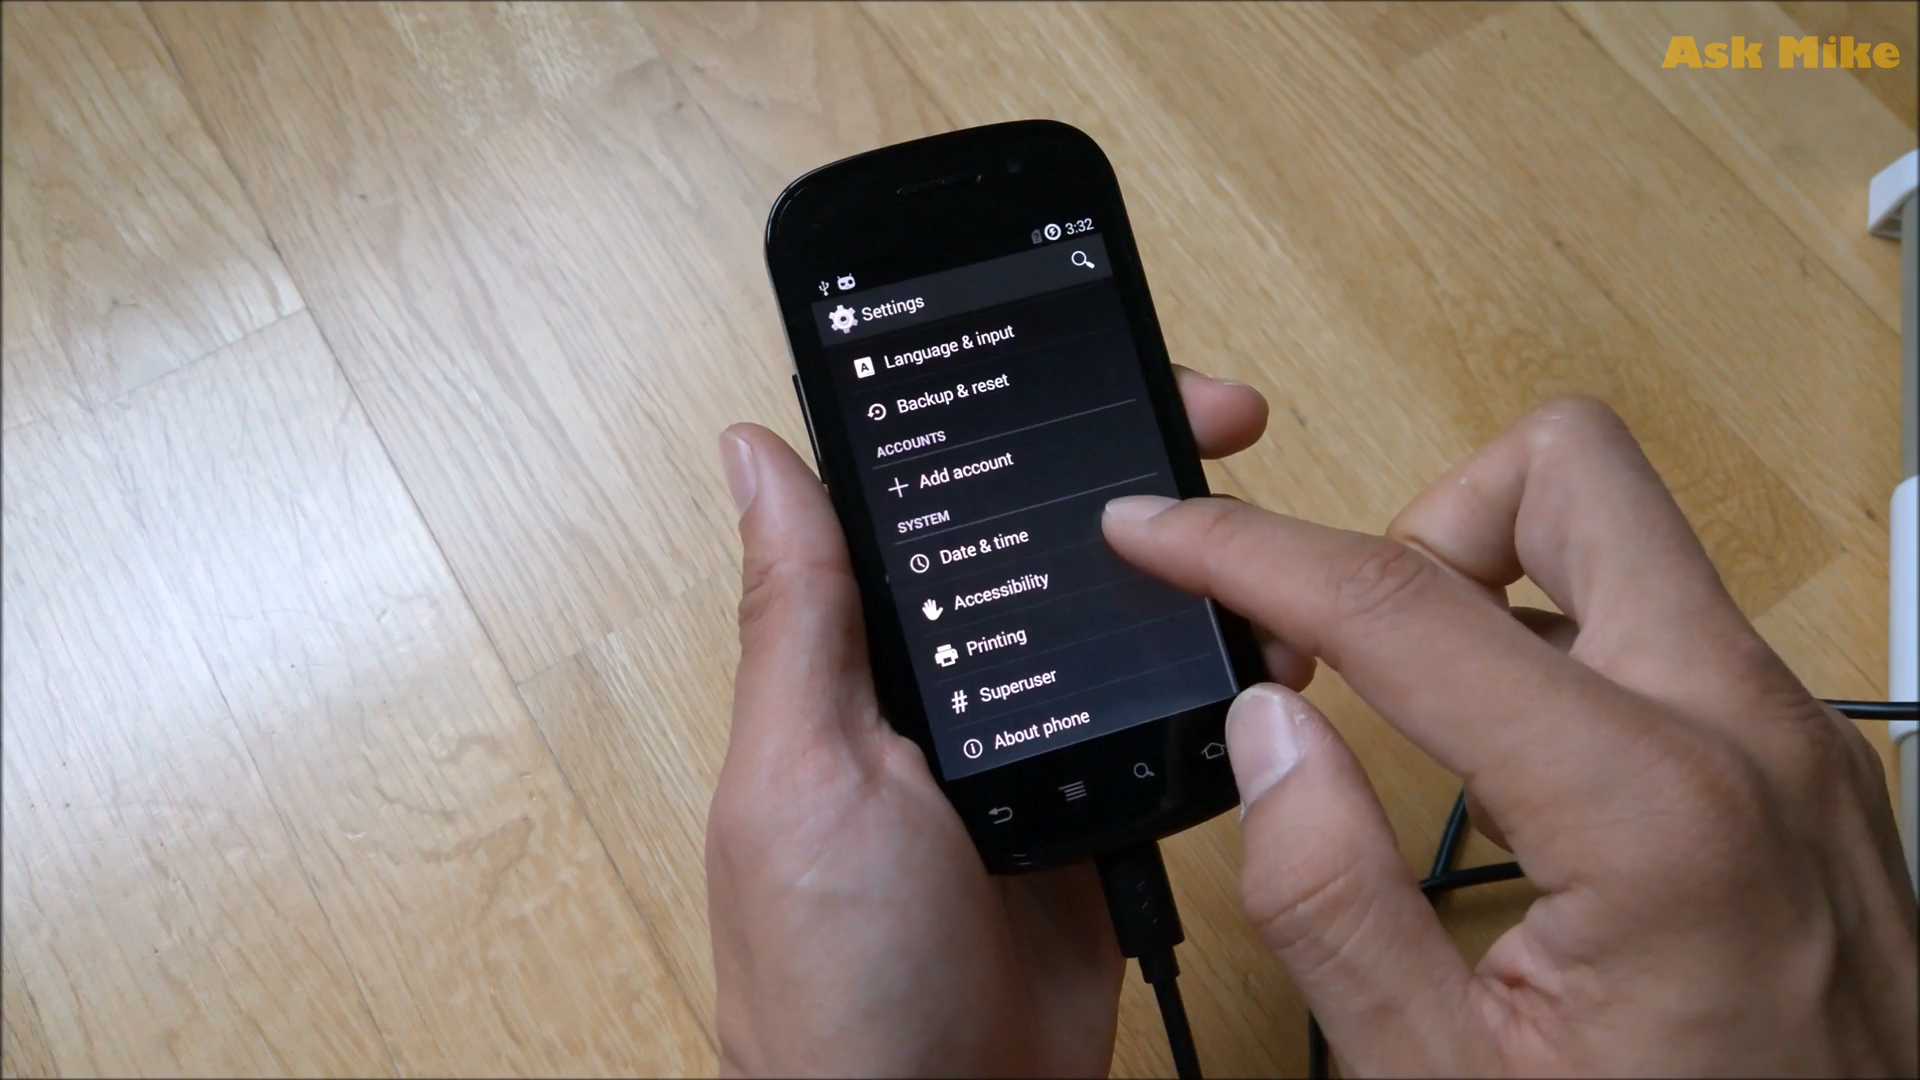 Ask Mike
3:32
Settings
Language & input
Backup & reset
ACCOUNTS
Add account
SYSTEM
Date & time
Accessibility
Printing
# Superuser
About phone